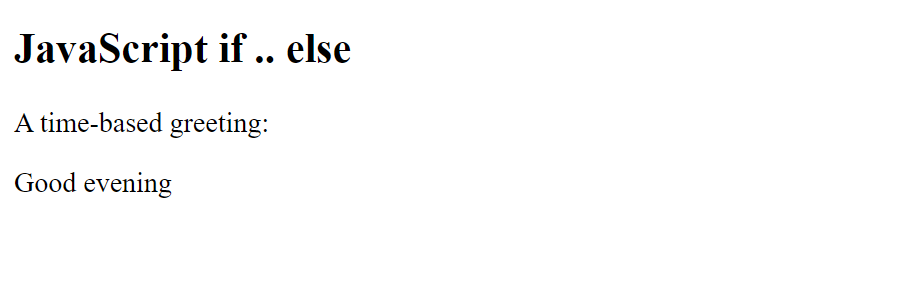 JavaScript if .. else
A time-based greeting:
Good evening